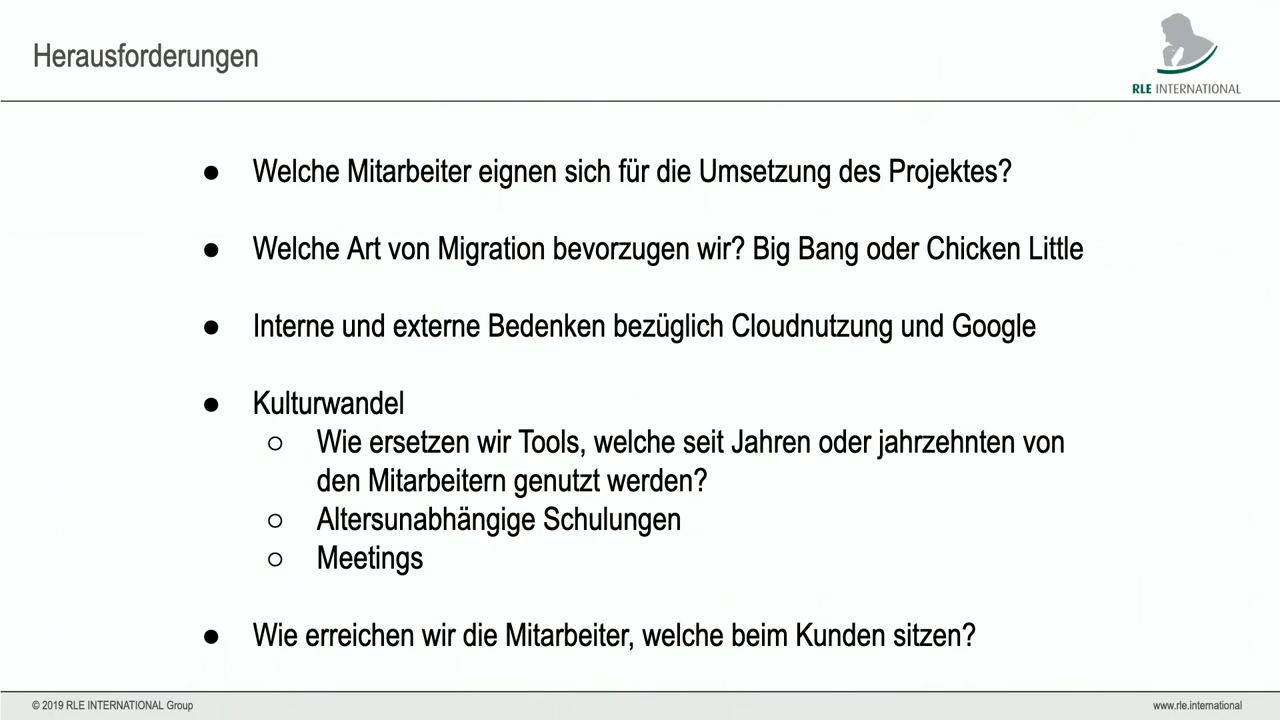 Herausforderungen
RLE INTERNATIONAL
● Welche Mitarbeiter eignen sich für die Umsetzung des Projektes?
● Welche Art von Migration bevorzugen wir? Big Bang oder Chicken Little
● Interne und externe Bedenken bezüglich Cloudnutzung und Google
● Kulturwandel
○ Wie ersetzen wir Tools, welche seit Jahren oder jahrzehnten von
den Mitarbeitern genutzt werden?
○ Altersunabhängige Schulungen
○ Meetings
● Wie erreichen wir die Mitarbeiter, welche beim Kunden sitzen?
© 2019 RLE INTERNATIONAL Group
www.rle.international